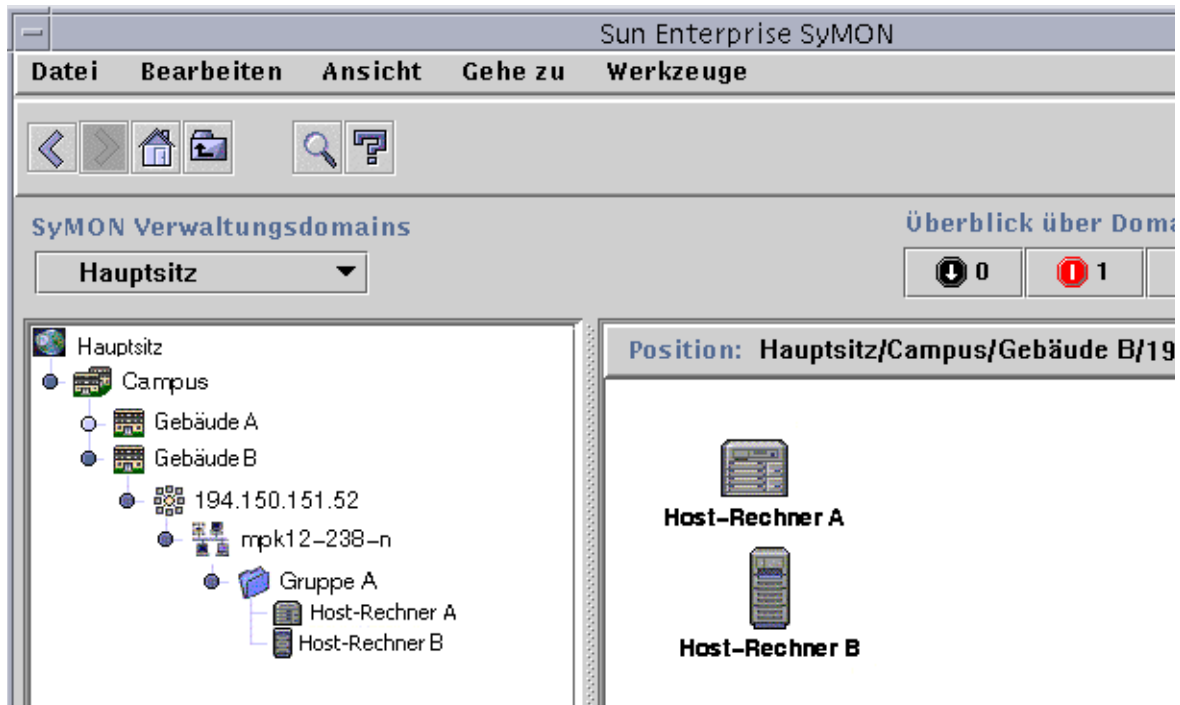 Sun Enterprise SyMON
Datei Bearbeiten Ansicht Gehe zu Werkzeuge
SyMON Verwaltungsdomains
Hauptsitz
Überblick über Doma
0 1
Hauptsitz
Campus
Gebäude A
Gebäude B
194.150.151.52
mpk12-238-n
Gruppe A
Host-Rechner A
Host-Rechner B
Position: Hauptsitz/Campus/Gebäude B/19
Host-Rechner A
Host-Rechner B